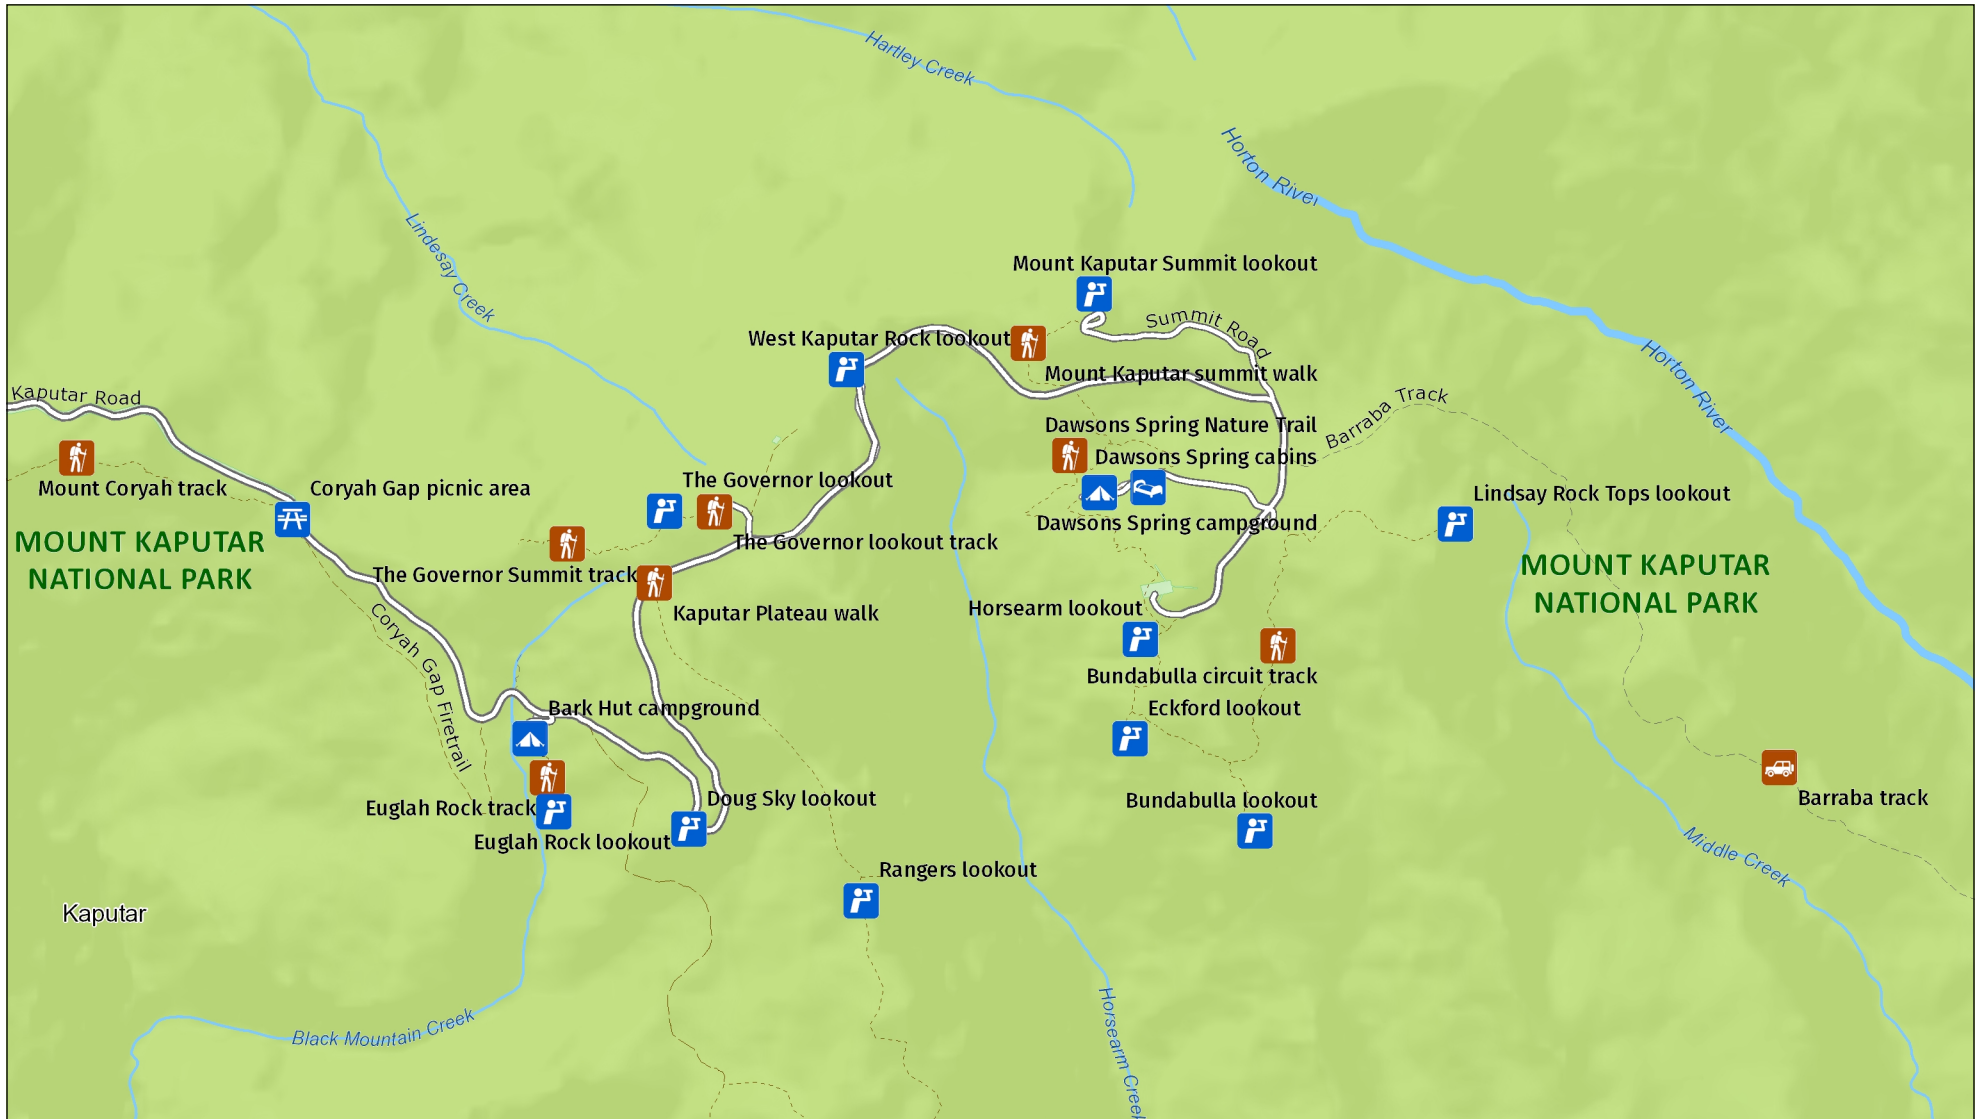 Hartley Creek
Horton River
Lindesay Creek
Mount Kaputar Summit lookout
Summit Road
West Kaputar Rock lookout
Horton River
Mount Kaputar summit walk
Kaputar Road
Barraba Track
Dawsons Spring Nature Trail
Dawsons Spring cabins
The Governor lookout
Mount Coryah track
Coryah Gap picnic area
Lindsay Rock Tops lookout
Dawsons Spring campground
MOUNT KAPUTAR
NATIONAL PARK
The Governor lookout track
MOUNT KAPUTAR
NATIONAL PARK
The Governor Summit track
Kaputar Plateau walk
Horsearm lookout
Coryah Gap Firetrail
Bundabulla circuit track
Bark Hut campground
Eckford lookout
Doug Sky lookout
Bundabulla lookout
Barraba track
Euglah Rock track
Euglah Rock lookout
Middle Creek
Rangers lookout
Kaputar
Black Mountain Creek
Horsearm Creek